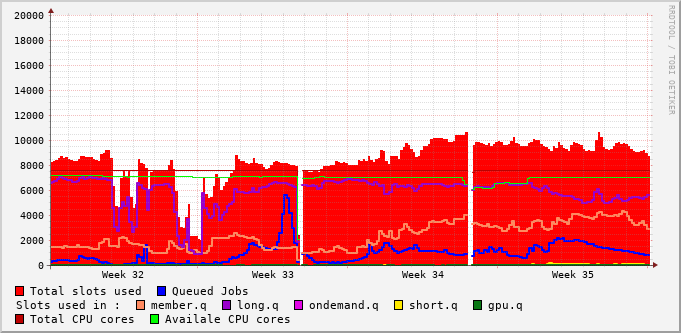 20000
18000
16000
14000
12000
10000
8000
6000
4000
2000
0
Week 32 Week 33 Week 34 Week 35
Total slots used Queued Jobs
Slots used in : member.q long.q ondemand.q short.q gpu.q
Total CPU cores Availale CPU cores
RRDTOOL / TOBI OETIKER